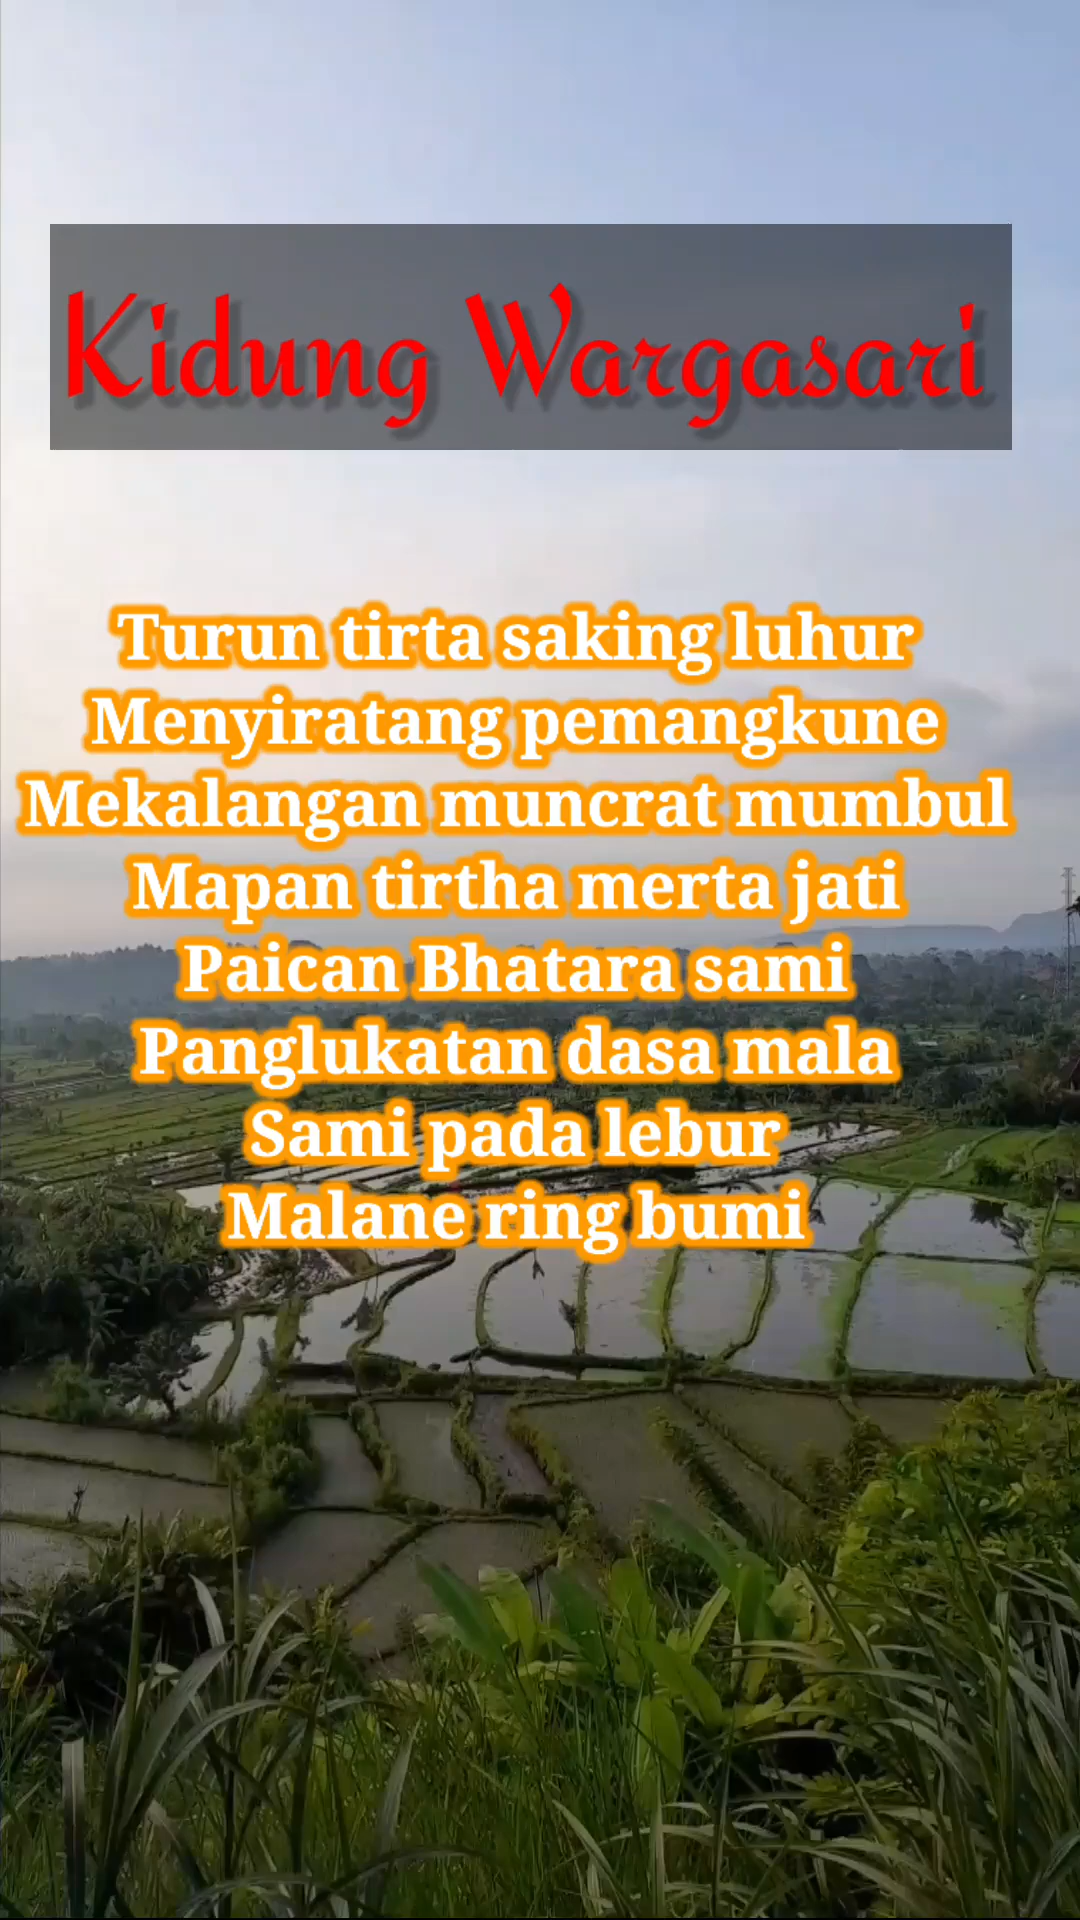 Kidung Wargasari
Turun tirta saking luhur
Menyiratang pemangkune
Mekalangan muncrat mumbul
Mapan tirtha merta jati
Paican Bhatara sami
Panglukatan dasa mala
Sami pada lebur
Malane ring bumi